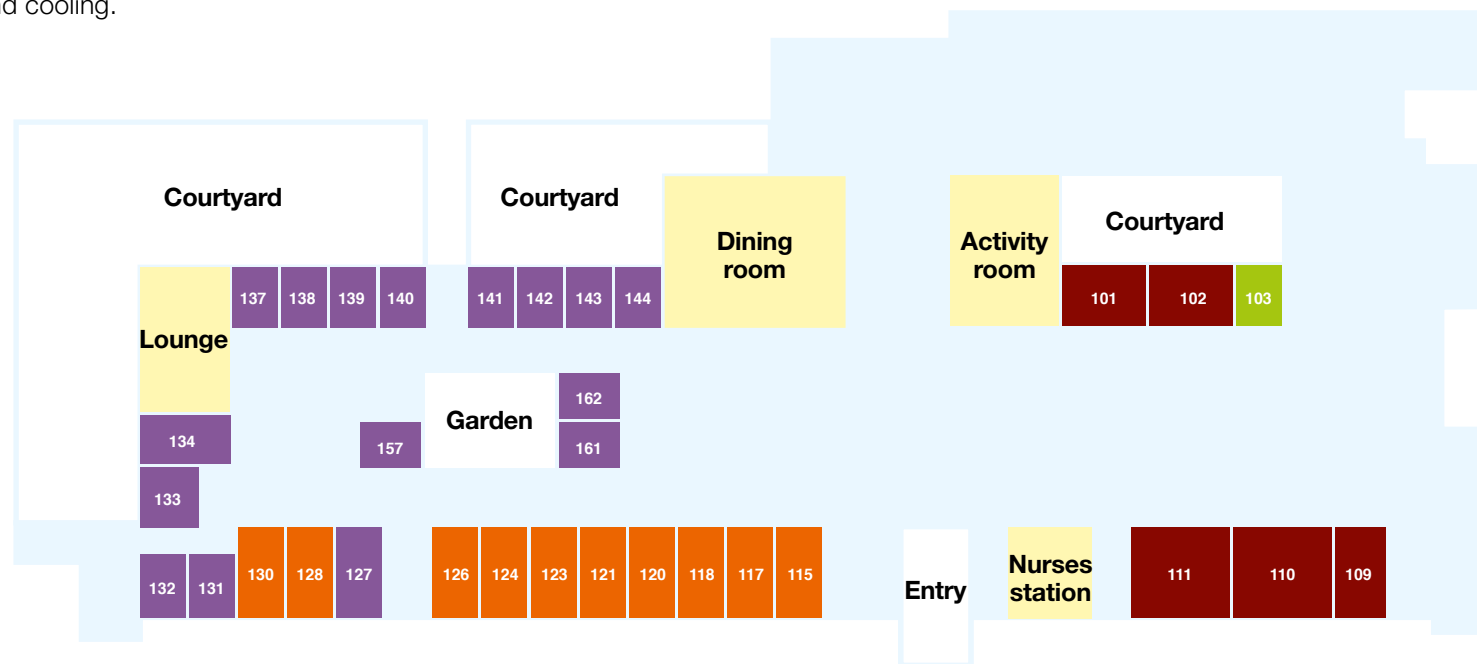 nd cooling.
Courtyard
Courtyard
Courtyard
Dining
room
Activity
room
137 138 139 140 141 142 143 144
101 102 103
Lounge
162
Garden
134
157
161
133
132 131 130 128 127 126 124 123 121 120 118 117 115
Entry
Nurses
station
111 110 109